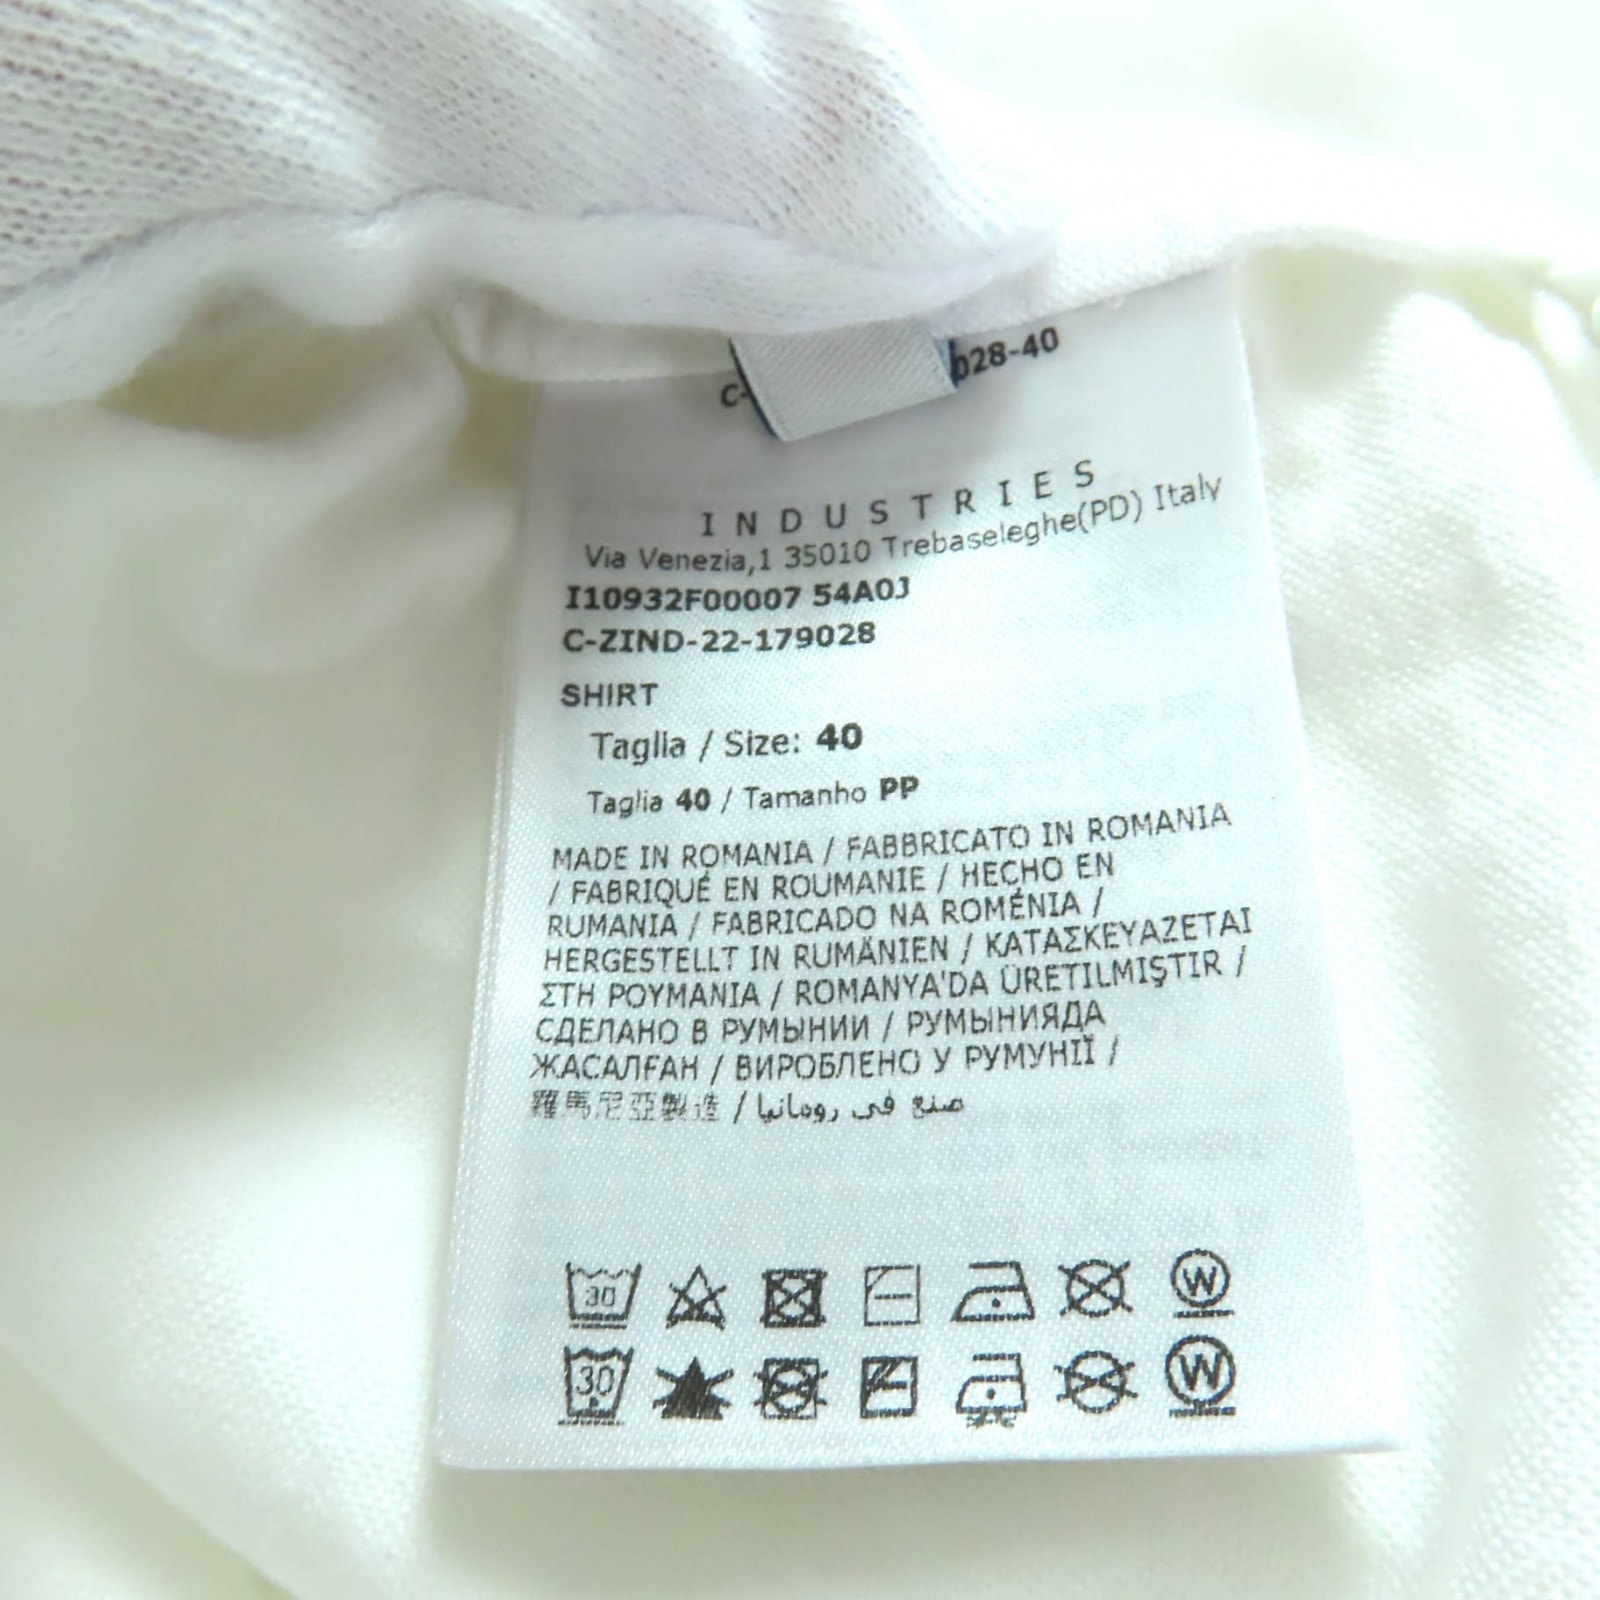 C-
028-40
INDUSTRIES
Via Venezia,1 35010 Trebaseleghe(PD) Italy
I10932F00007 54A0J
C-ZIND-22-179028
SHIRT
Taglia / Size: 40
Taglia 40 / Tamanho PP
MADE IN ROMANIA / FABBRICATO IN ROMANIA
/ FABRIQUÉ EN ROUMANIE / HECHO EN
RUMANIA / FABRICADO NA ROMÉNIA /
HERGESTELLT IN RUMÄNIEN / ΚΑΤΑΣΚΕΥΑΖΕΤΑΙ
ΣΤΗ ΡΟΥΜΑΝΙΑ / ROMANYA'DA ÜRETILMIŞTIR /
СДЕЛАНО В РУМЫНИИ / РУМЫНИЯДА
ЖАСАЛҒАН / ВИРОБЛЕНО У РУМУНІЇ /
羅馬尼亞製造 / صنع في رومانيا
30 W
30 W